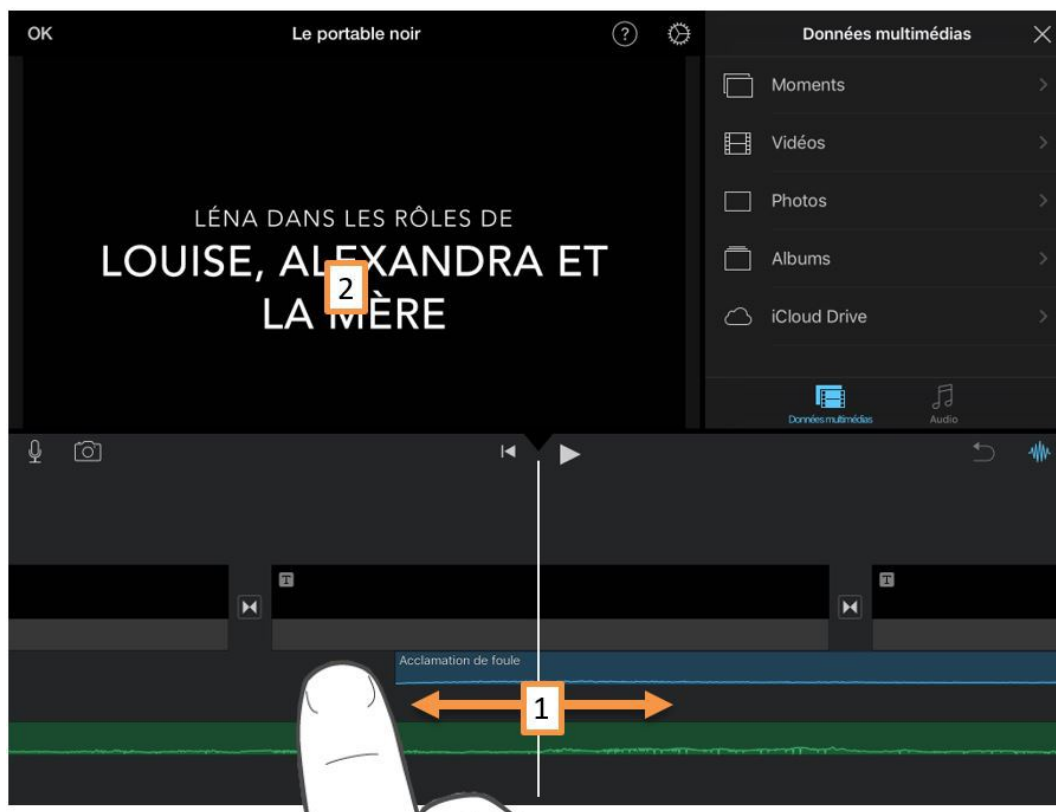 OK
Le portable noir
?
Données multimédias
Moments
Vidéos
Photos
Albums
iCloud Drive
Données multimédias
Audio
LÉNA DANS LES RÔLES DE
LOUISE, ALEXANDRA ET
LA MÈRE
2
T
T
Acclamation de foule
1